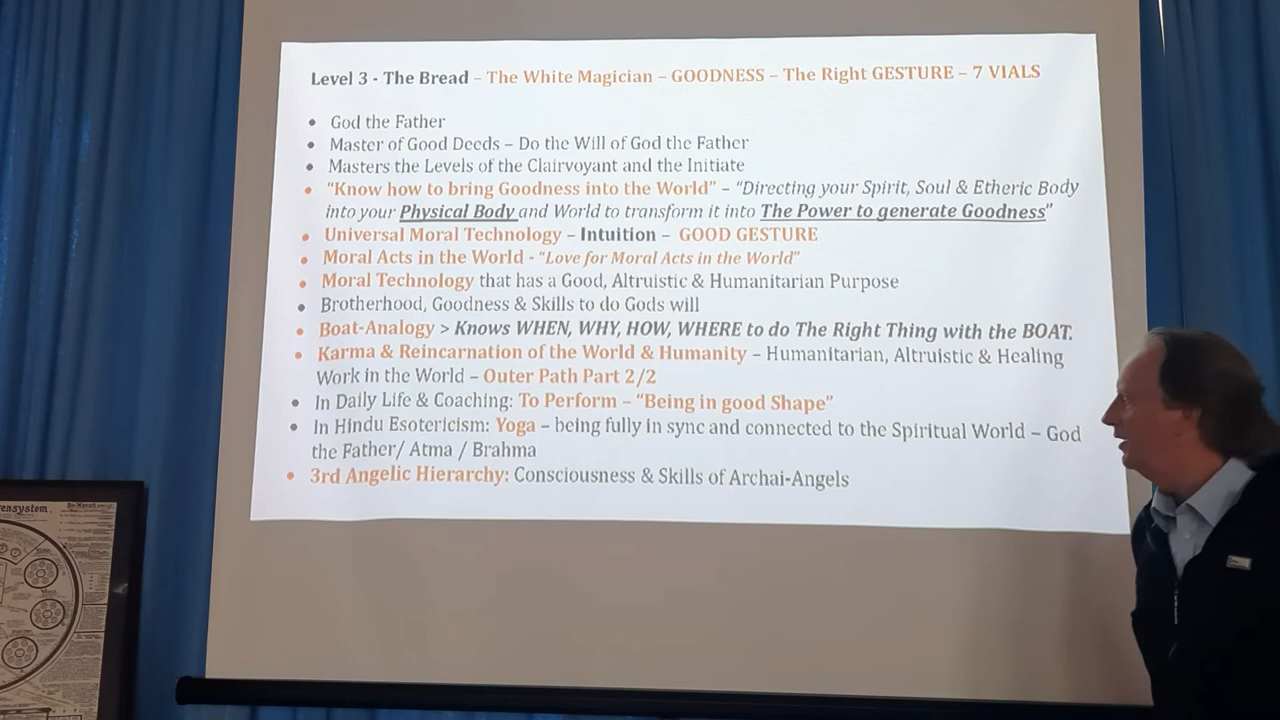 Level 3 - The Bread – The White Magician – GOODNESS – The Right GESTURE – 7 VIALS
• God the Father
• Master of Good Deeds – Do the Will of God the Father
• Masters the Levels of the Clairvoyant and the Initiate
• “Know how to bring Goodness into the World” – “Directing your Spirit, Soul & Etheric Body
into your Physical Body and World to transform it into The Power to generate Goodness”
• Universal Moral Technology – Intuition – GOOD GESTURE
• Moral Acts in the World - “Love for Moral Acts in the World”
• Moral Technology that has a Good, Altruistic & Humanitarian Purpose
• Brotherhood, Goodness & Skills to do Gods will
• Boat-Analogy > Knows WHEN, WHY, HOW, WHERE to do The Right Thing with the BOAT.
• Karma & Reincarnation of the World & Humanity – Humanitarian, Altruistic & Healing
Work in the World – Outer Path Part 2/2
• In Daily Life & Coaching: To Perform – “Being in good Shape”
• In Hindu Esotericism: Yoga – being fully in sync and connected to the Spiritual World – God
the Father/ Atma / Brahma
• 3rd Angelic Hierarchy: Consciousness & Skills of Archai-Angels